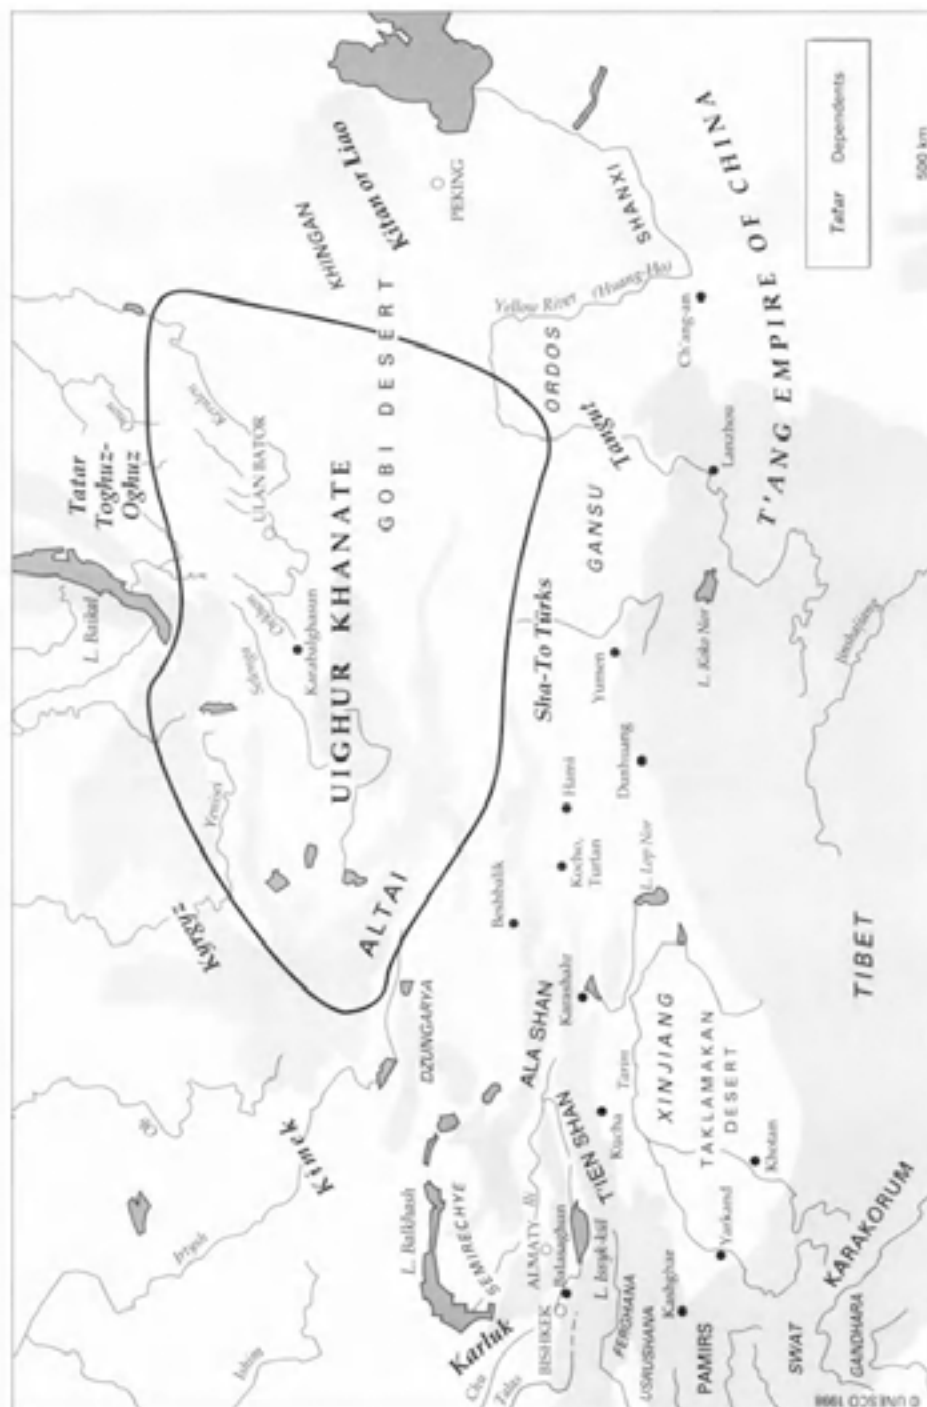 Tatar
Toghuz-
Oghuz
L. Baikal
Kerulen
Orkhon
Selenga
ULAN BATOR
Karabalghasun
UIGHUR KHANATE
GOBI DESERT
KHINGAN
Kitan or Liao
PEKING
Yenisei
Kyrgyz
ALTAI
Ob
Irtysh
Ishim
Kimek
DZUNGARYA
L. Balkhash
SEMIRECHYE
Karluk
Chu
Talas
BISHKEK
ALMATY
Balasaghun
Ili
L. Issyk-kül
ALA SHAN
T'IEN SHAN
Beshbalik
Karashahr
Kucha
Tarim
Kocho,
Turfan
Hami
Sha-To Türks
Yumen
Dunhuang
L. Lop Nor
XINJIANG
TAKLAMAKAN
DESERT
Khotan
Yarkand
Kashghar
FERGHANA
USRUSHANA
PAMIRS
SWAT
GANDHARA
KARAKORUM
TIBET
L. Koko Nor
Jinshajiang
GANSU
Tangut
ORDOS
Yellow River (Huang-Ho)
SHANXI
Lanzhou
Ch'ang-an
T'ANG EMPIRE OF CHINA
Tatar Dependents
500 km
© UNESCO 1998